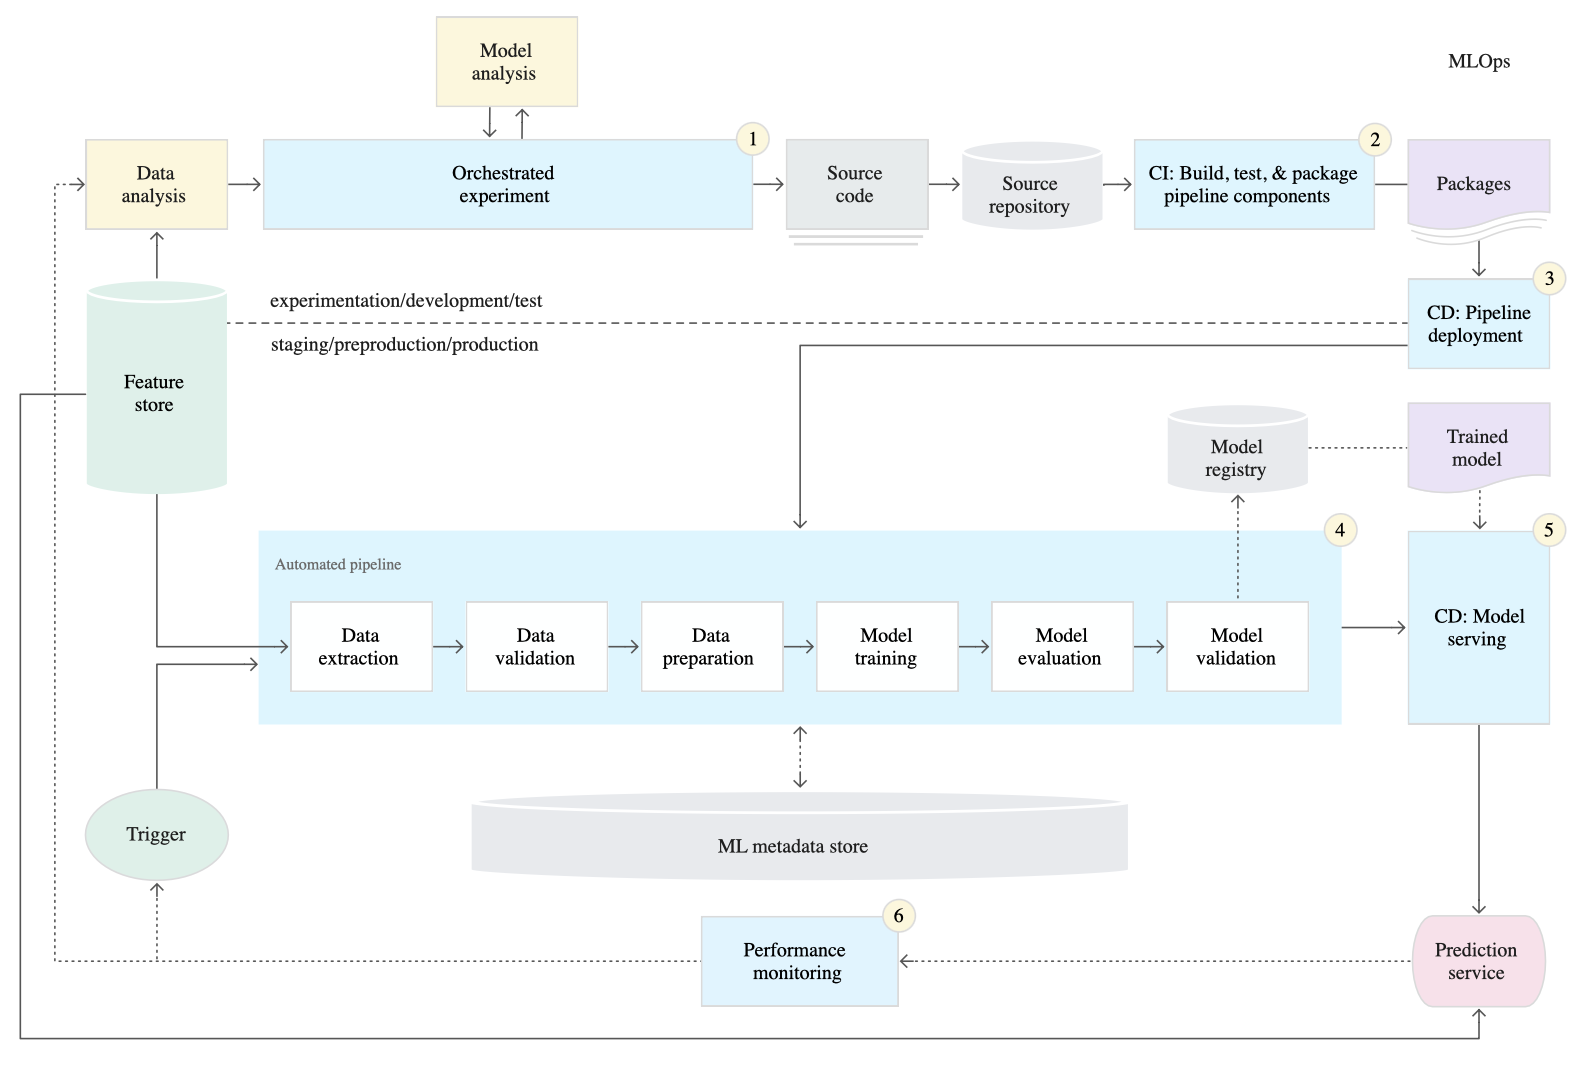 Model
analysis
MLOps
1
2
Data
analysis
Orchestrated
experiment
Source
code
Source
repository
CI: Build, test, & package
pipeline components
Packages
3
experimentation/development/test
staging/preproduction/production
CD: Pipeline
deployment
Feature
store
Model
registry
Trained
model
4
5
Automated pipeline
Data
extraction
Data
validation
Data
preparation
Model
training
Model
evaluation
Model
validation
CD: Model
serving
Trigger
ML metadata store
6
Performance
monitoring
Prediction
service